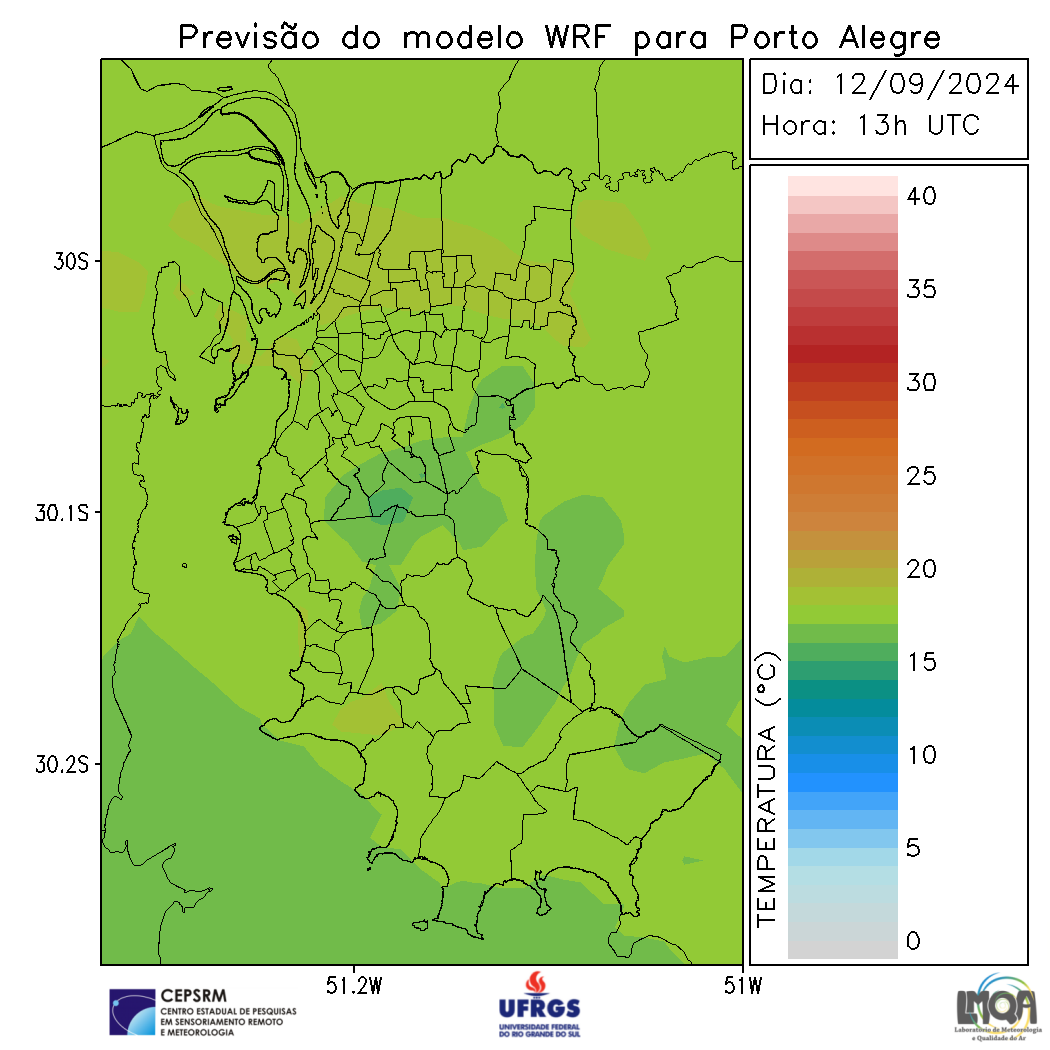 Previsão do modelo WRF para Porto Alegre
Dia: 12/09/2024
Hora: 13h UTC
40
35
30
25
20
15
10
5
0
TEMPERATURA (°C)
30S
30.1S
30.2S
51.2W
51W
CEPSRM
CENTRO ESTADUAL DE PESQUISAS
EM SENSORIAMENTO REMOTO
E METEOROLOGIA
UFRGS
UNIVERSIDADE FEDERAL
DO RIO GRANDE DO SUL
LMQA
Laboratório de Meteorologia
e Qualidade do Ar